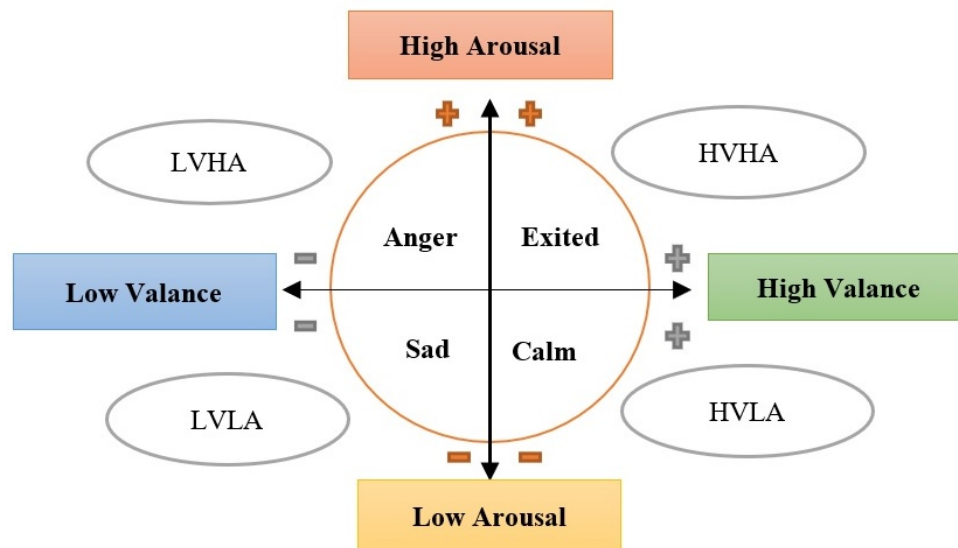 High Arousal
LVHA
HVHA
Anger
Exited
Low Valance
High Valance
Sad
Calm
LVLA
HVLA
Low Arousal